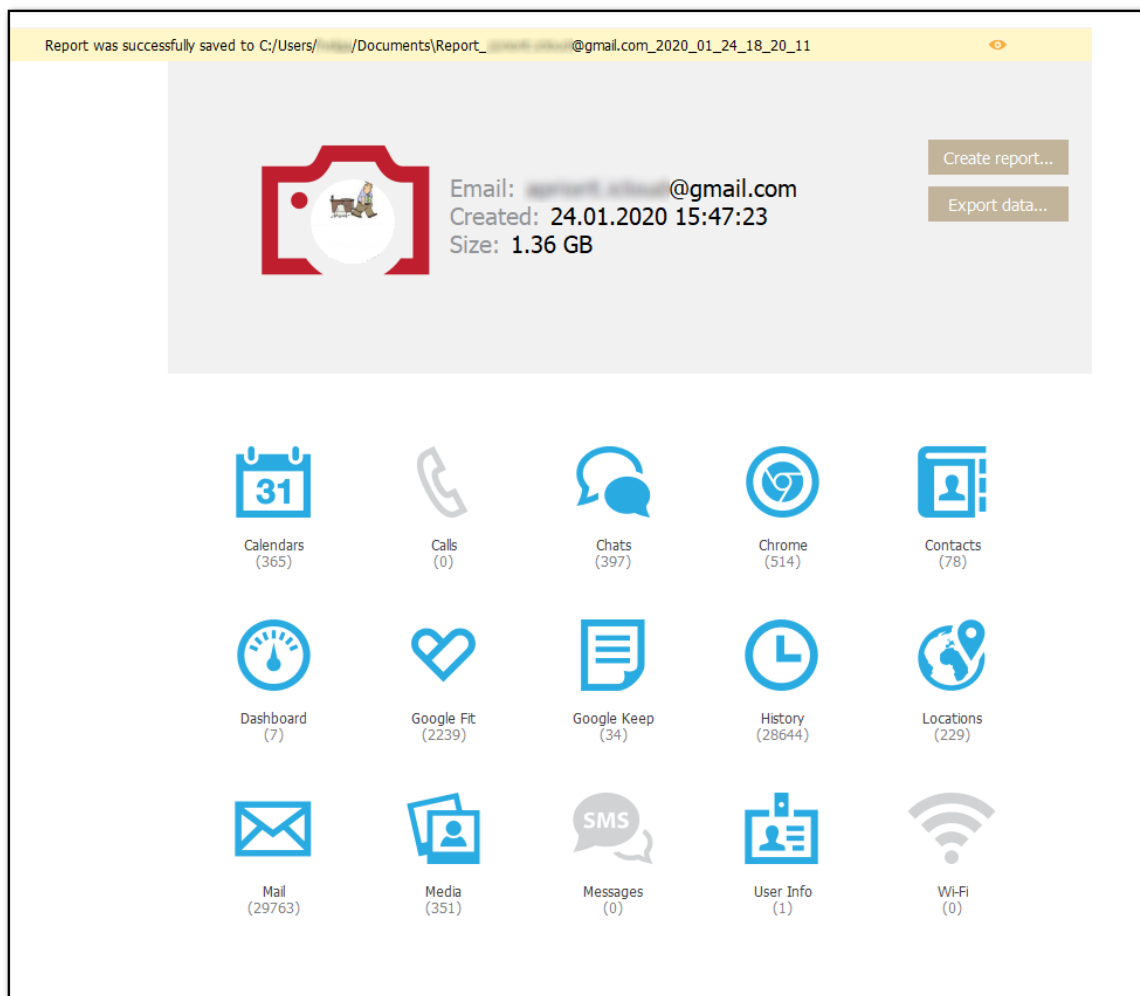 Report was successfully saved to C:/Users/ /Documents\Report_ @gmail.com_2020_01_24_18_20_11
Create report...
Email: @gmail.com
Created: 24.01.2020 15:47:23
Export data...
Size: 1.36 GB
31
Calendars
(365)
Calls
(0)
Chats
(397)
Chrome
(514)
Contacts
(78)
Dashboard
(7)
Google Fit
(2239)
Google Keep
(34)
History
(28644)
Locations
(229)
Mail
(29763)
Media
(351)
SMS
Messages
(0)
User Info
(1)
Wi-Fi
(0)